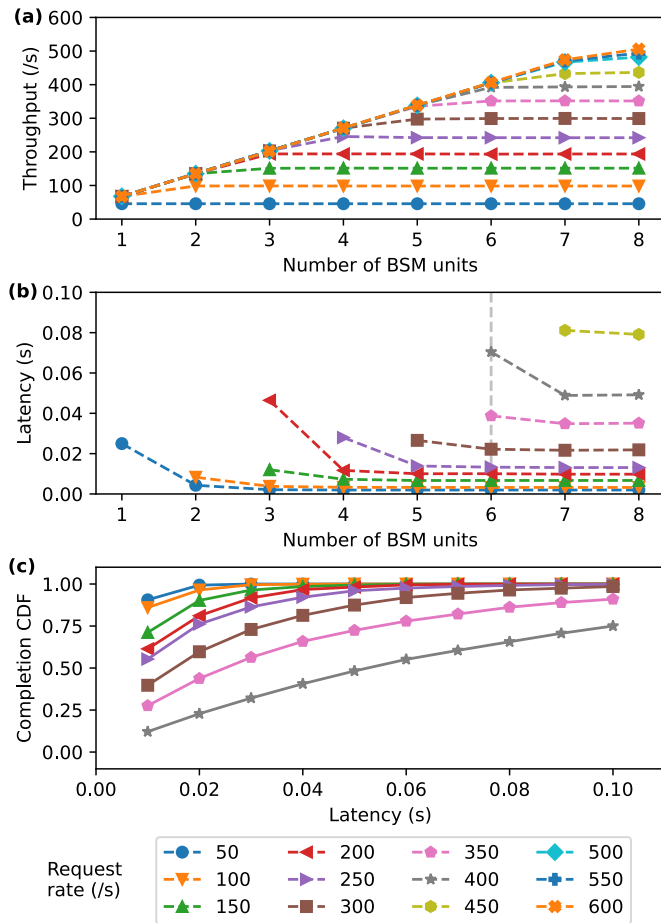 (a)
Throughput (/s)
600
500
400
300
200
100
0
1 2 3 4 5 6 7 8
Number of BSM units
(b)
Latency (s)
0.10
0.08
0.06
0.04
0.02
0.00
1 2 3 4 5 6 7 8
Number of BSM units
(c)
Completion CDF
1.00
0.75
0.50
0.25
0.00
0.00 0.02 0.04 0.06 0.08 0.10
Latency (s)
Request
rate (/s)
50 200 350 500
100 250 400 550
150 300 450 600